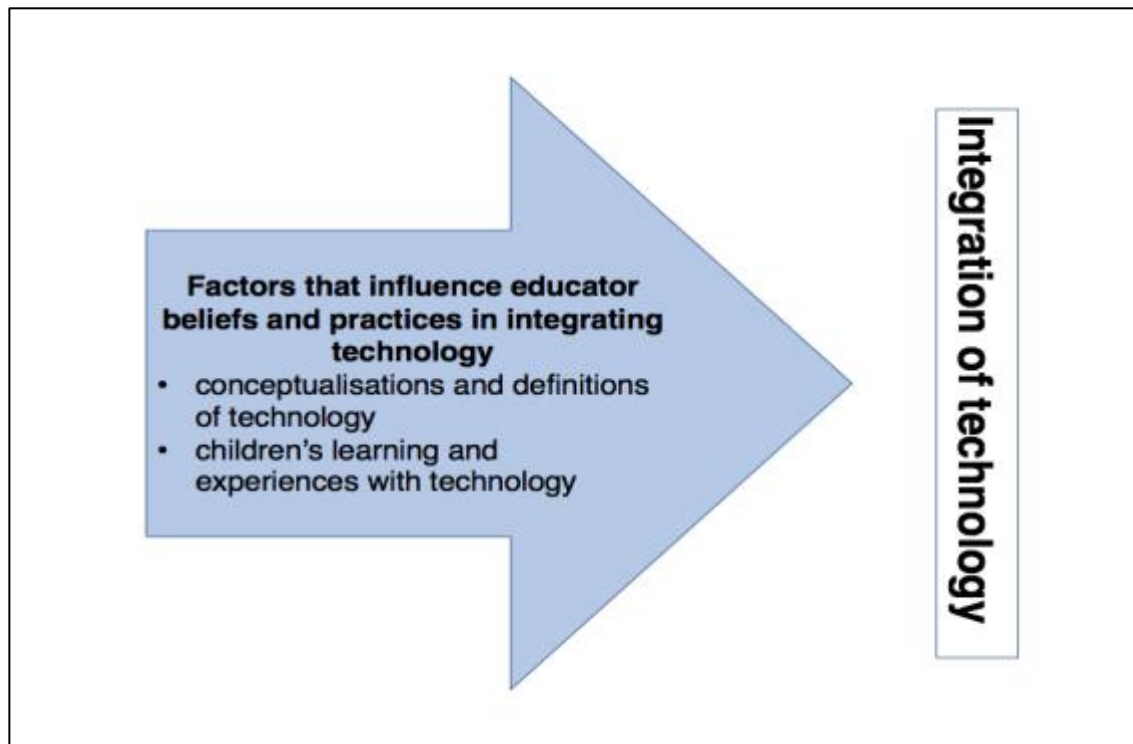 Factors that influence educator
beliefs and practices in integrating
technology
• conceptualisations and definitions
of technology
• children's learning and
experiences with technology
Integration of technology